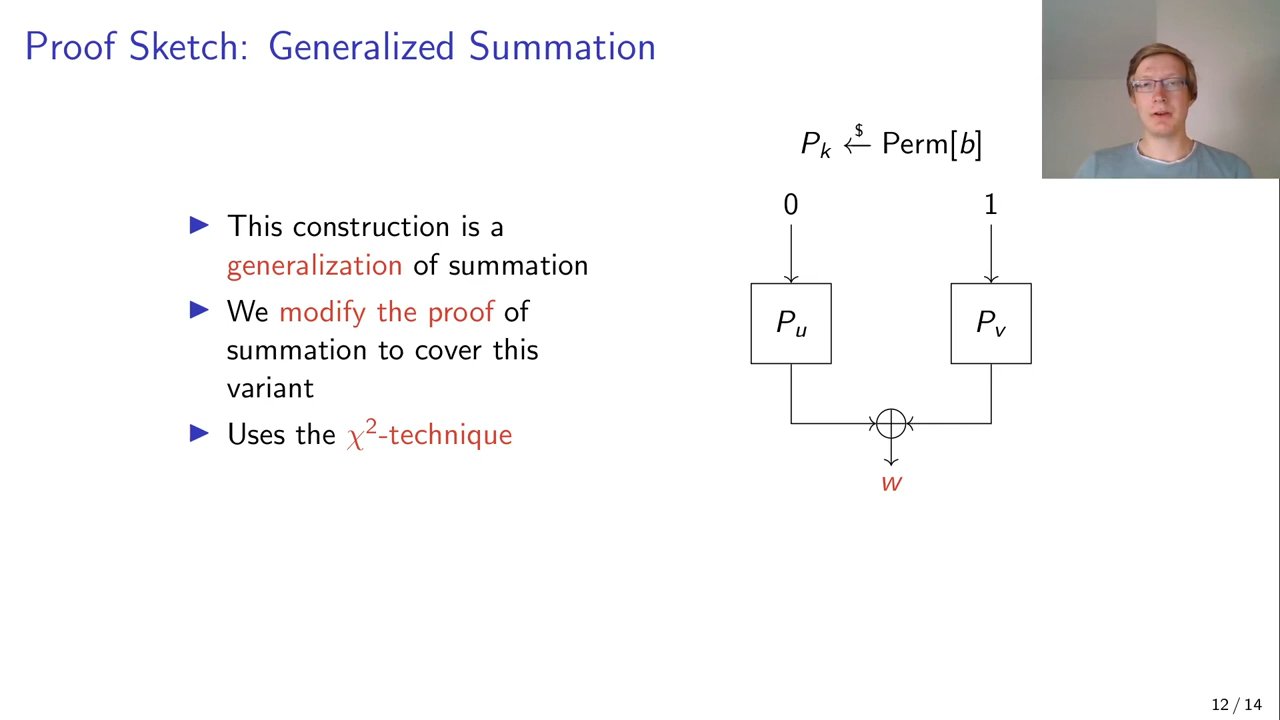 Proof Sketch: Generalized Summation
▶ This construction is a
generalization of summation
▶ We modify the proof of
summation to cover this
variant
▶ Uses the χ²-technique
$
P_k ← Perm[b]
0 1
P_u P_v
w
12 / 14